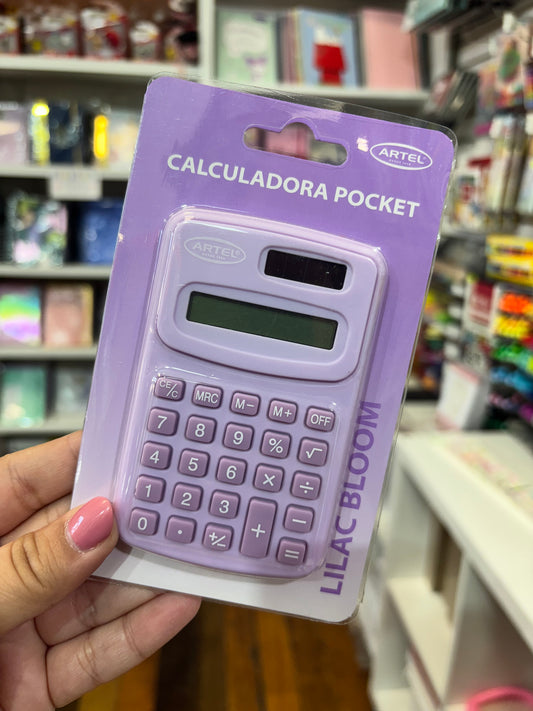 ARTEL®
CALCULADORA POCKET
ARTEL®
CE/C MRC M− M+ OFF
7 8 9 % √
4 5 6 × ÷
1 2 3 + −
0 . +/− =
LILAC BLOOM